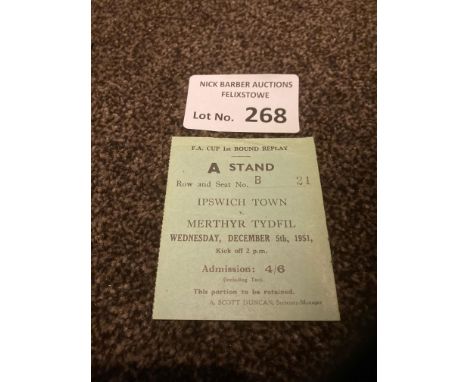 NICK BARBER AUCTIONS
FELIXSTOWE
Lot No. 268
F.A. CUP 1st ROUND REPLAY
A STAND
Row and Seat No. B 21
IPSWICH TOWN
v.
MERTHYR TYDFIL
WEDNESDAY, DECEMBER 5th, 1951,
Kick off 2 p.m.
Admission: 4/6
(Including Tax)
This portion to be retained.
A. SCOTT DUNCAN, Secretary-Manager